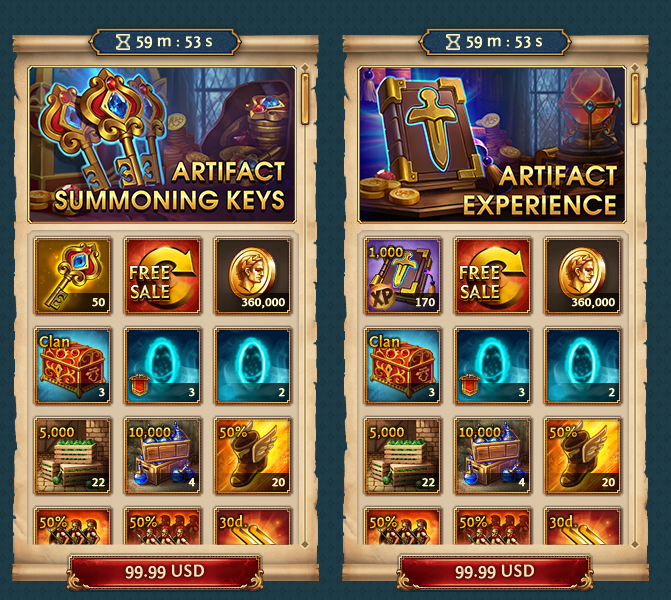 59 m : 53 s
ARTIFACT
SUMMONING KEYS
50
FREE
SALE
360,000
Clan
3
3
2
5,000
22
10,000
4
50%
20
50%
50%
30d.
99.99 USD
59 m : 53 s
ARTIFACT
EXPERIENCE
1,000
XP
170
FREE
SALE
360,000
Clan
3
3
2
5,000
22
10,000
4
50%
20
50%
50%
30d.
99.99 USD